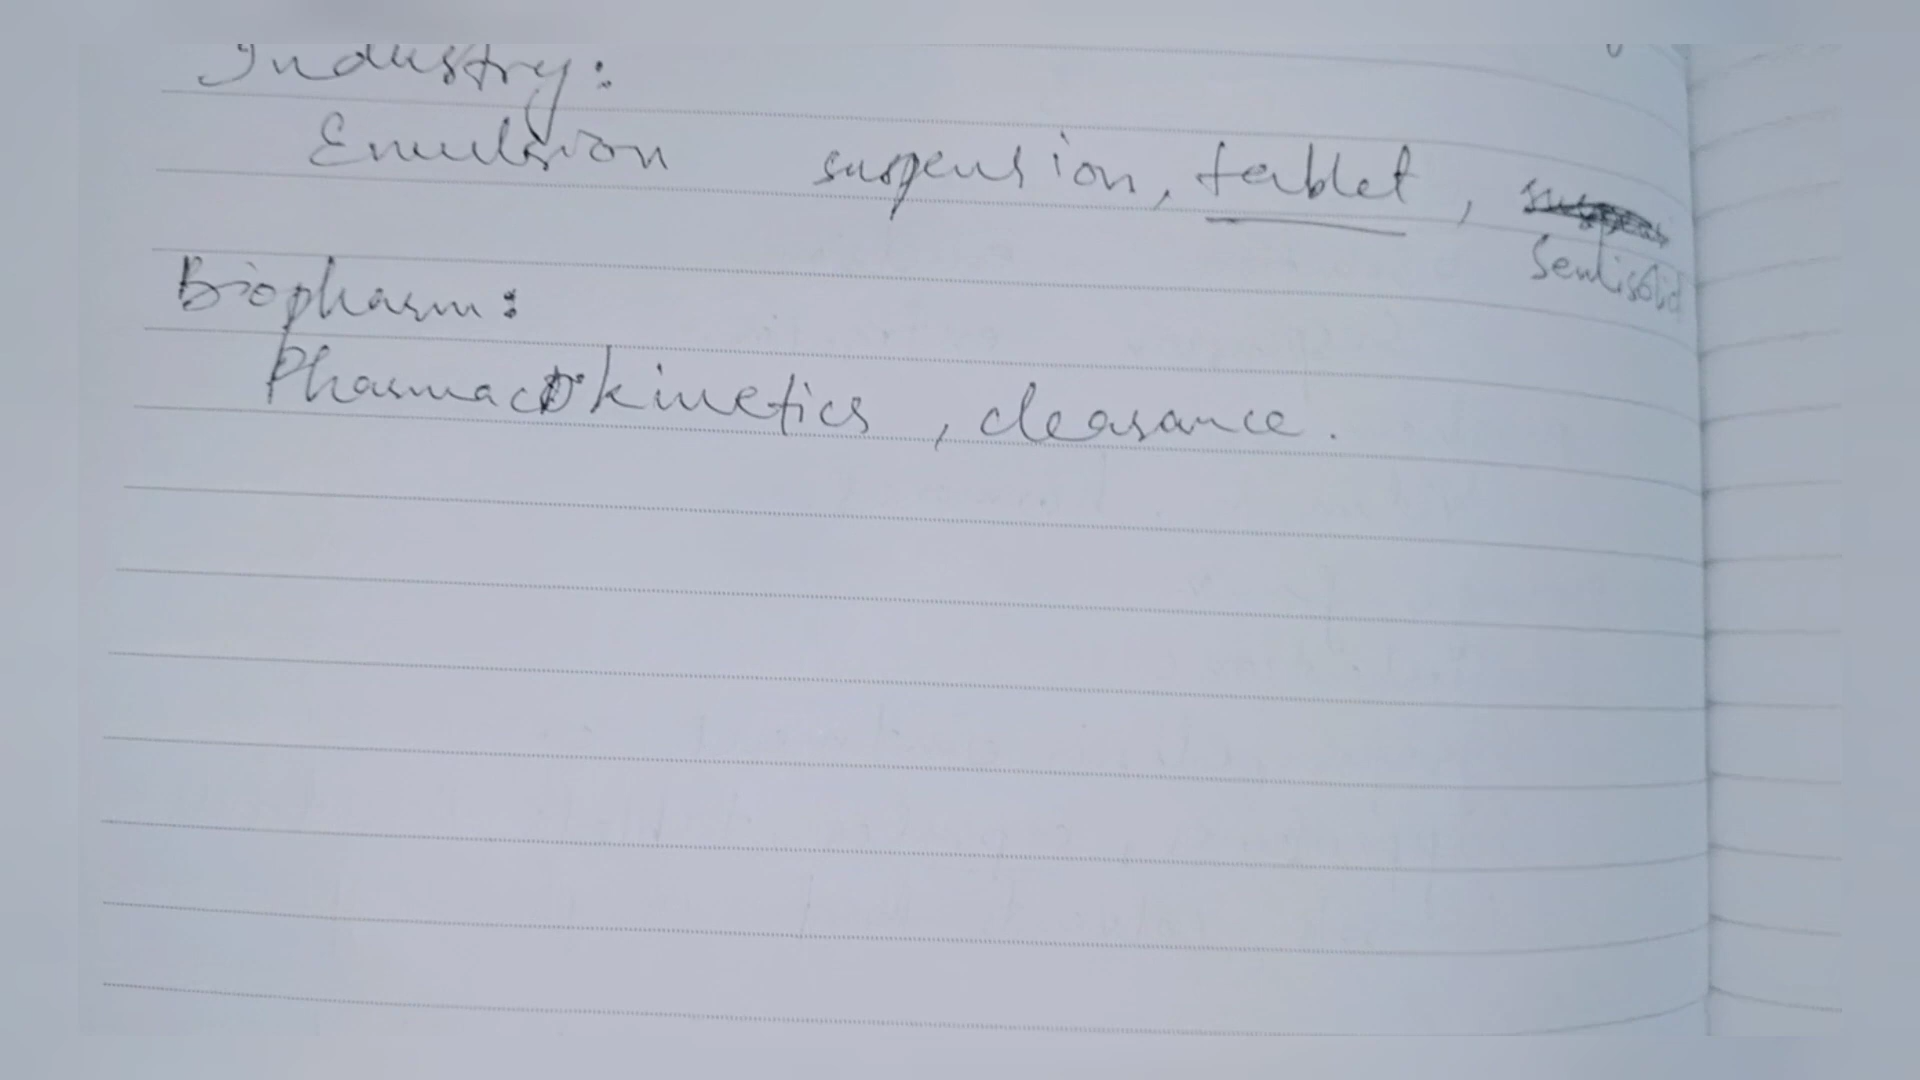 Industry:
Emulsion suspension, tablet,
Semisolid
Biopharm:
Pharmacokinetics, clearance.